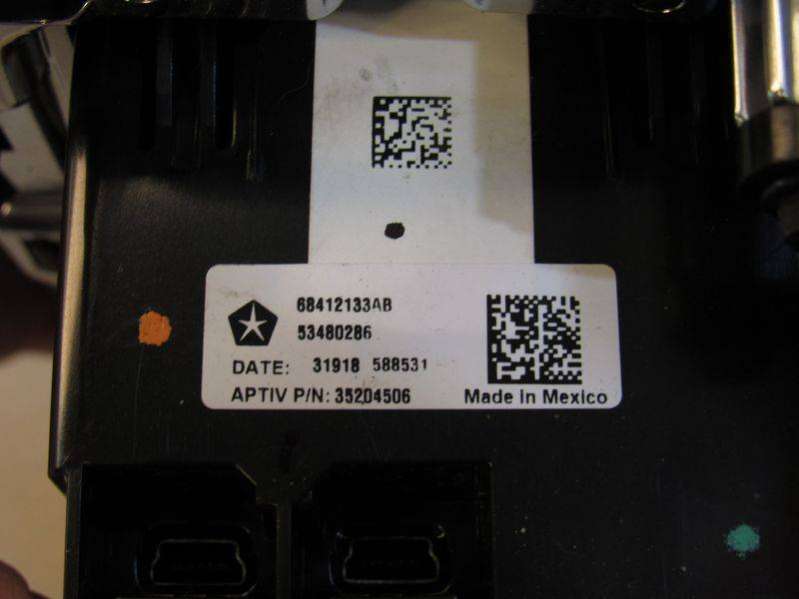 68412133AB
53480286
DATE: 31918 588531
APTIV P/N: 35204506
Made In Mexico